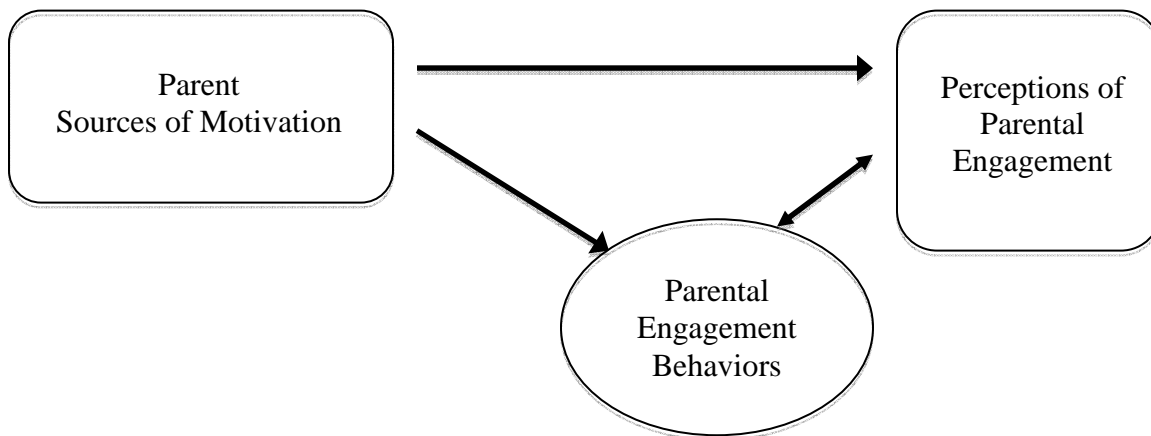 Parent
Sources of Motivation
Perceptions of
Parental
Engagement
Parental
Engagement
Behaviors